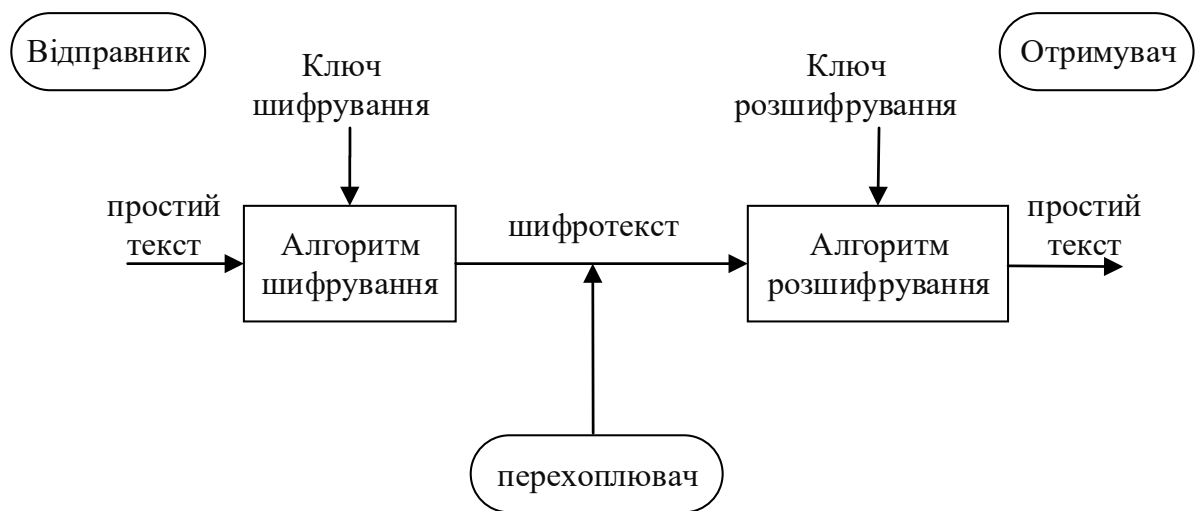 Відправник
Отримувач
Ключ
шифрування
Ключ
розшифрування
простий
текст
Алгоритм
шифрування
шифротекст
Алгоритм
розшифрування
простий
текст
перехоплювач